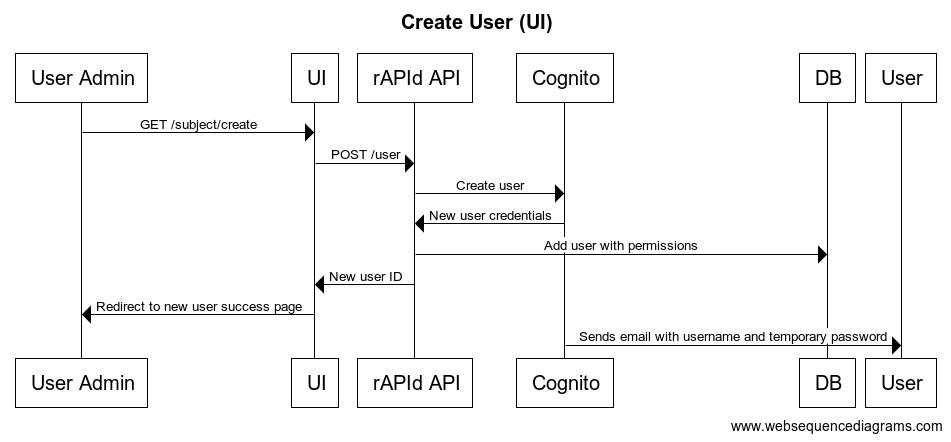 Create User (UI)
User Admin UI rAPId API Cognito DB User
GET /subject/create
POST /user
Create user
New user credentials
Add user with permissions
New user ID
Redirect to new user success page
Sends email with username and temporary password
User Admin UI rAPId API Cognito DB User
www.websequencediagrams.com